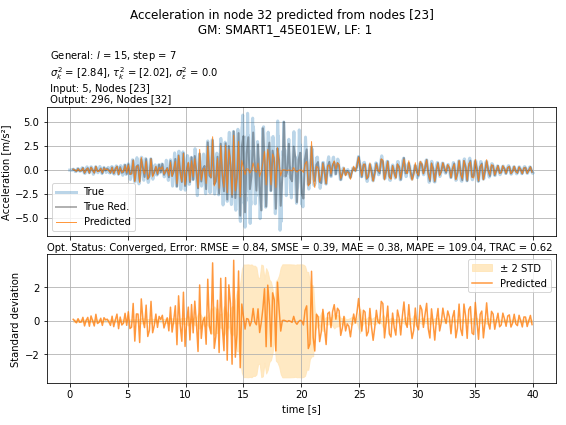 Acceleration in node 32 predicted from nodes [23]
GM: SMART1_45E01EW, LF: 1
General: l = 15, step = 7
σ²ₖ = [2.84], τ²ₖ = [2.02], σ²ε = 0.0
Input: 5, Nodes [23]
Output: 296, Nodes [32]
Acceleration [m/s²]
5.0
2.5
0.0
−2.5
−5.0
True
True Red.
Predicted
Opt. Status: Converged, Error: RMSE = 0.84, SMSE = 0.39, MAE = 0.38, MAPE = 109.04, TRAC = 0.62
Standard deviation
2
0
−2
± 2 STD
Predicted
0 5 10 15 20 25 30 35 40
time [s]